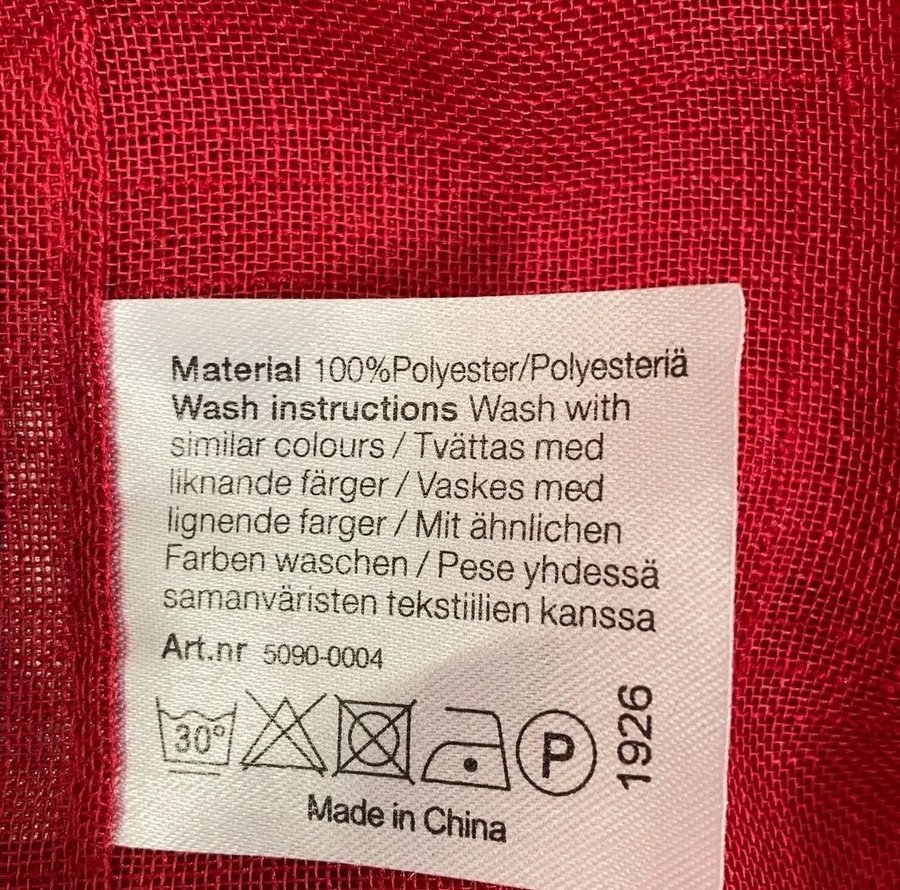 Material 100%Polyester/Polyesteriä
Wash instructions Wash with
similar colours / Tvättas med
liknande färger / Vaskes med
lignende farger / Mit ähnlichen
Farben waschen / Pese yhdessä
samanväristen tekstiilien kanssa
Art.nr 5090-0004
30°
P
1926
Made in China